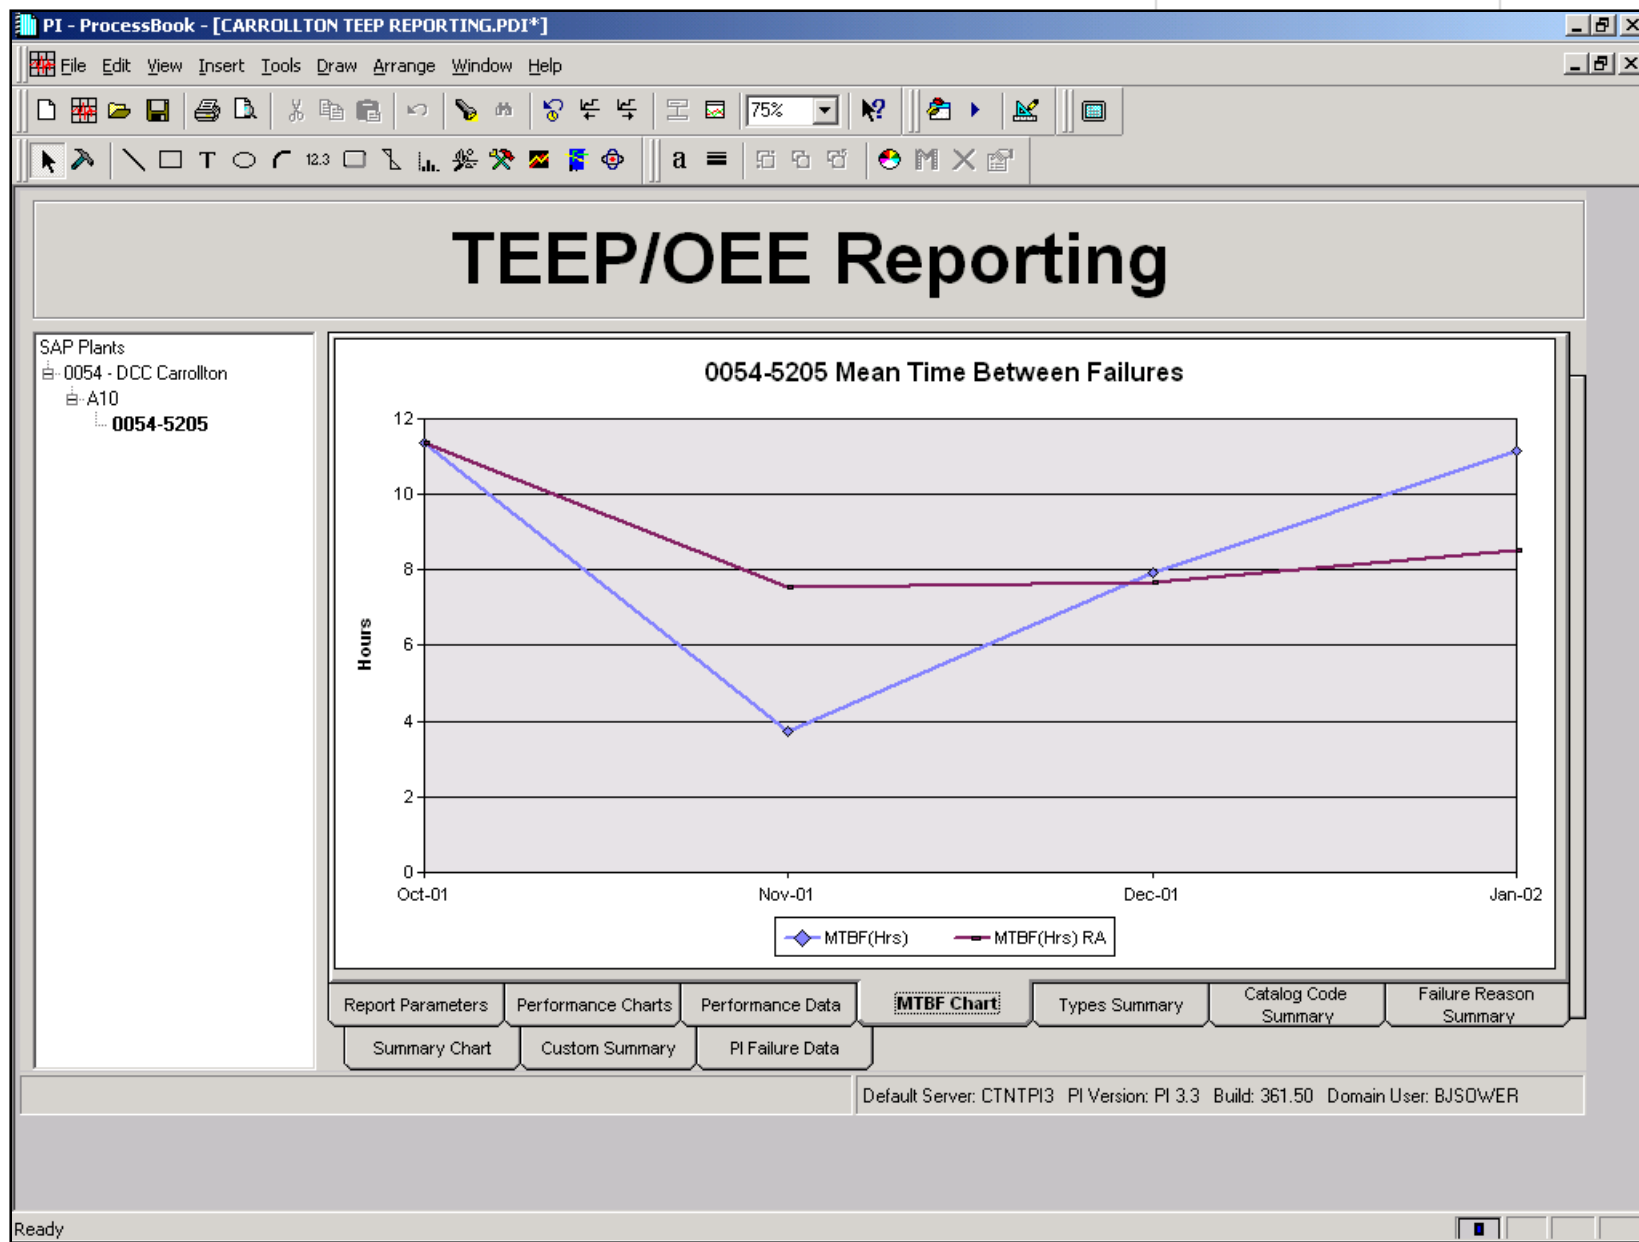 PI - ProcessBook - [CARROLLTON TEEP REPORTING.PDI*]
File Edit View Insert Tools Draw Arrange Window Help
75%
T 12.3 a
TEEP/OEE Reporting
SAP Plants
0054 - DCC Carrollton
A10
0054-5205
0054-5205 Mean Time Between Failures
12
10
8
6
4
2
0
Hours
Oct-01 Nov-01 Dec-01 Jan-02
MTBF(Hrs) MTBF(Hrs) RA
Report Parameters Performance Charts Performance Data MTBF Chart Types Summary Catalog Code Summary Failure Reason Summary
Summary Chart Custom Summary PI Failure Data
Default Server: CTNTPI3 PI Version: PI 3.3 Build: 361.50 Domain User: BJSOWER
Ready